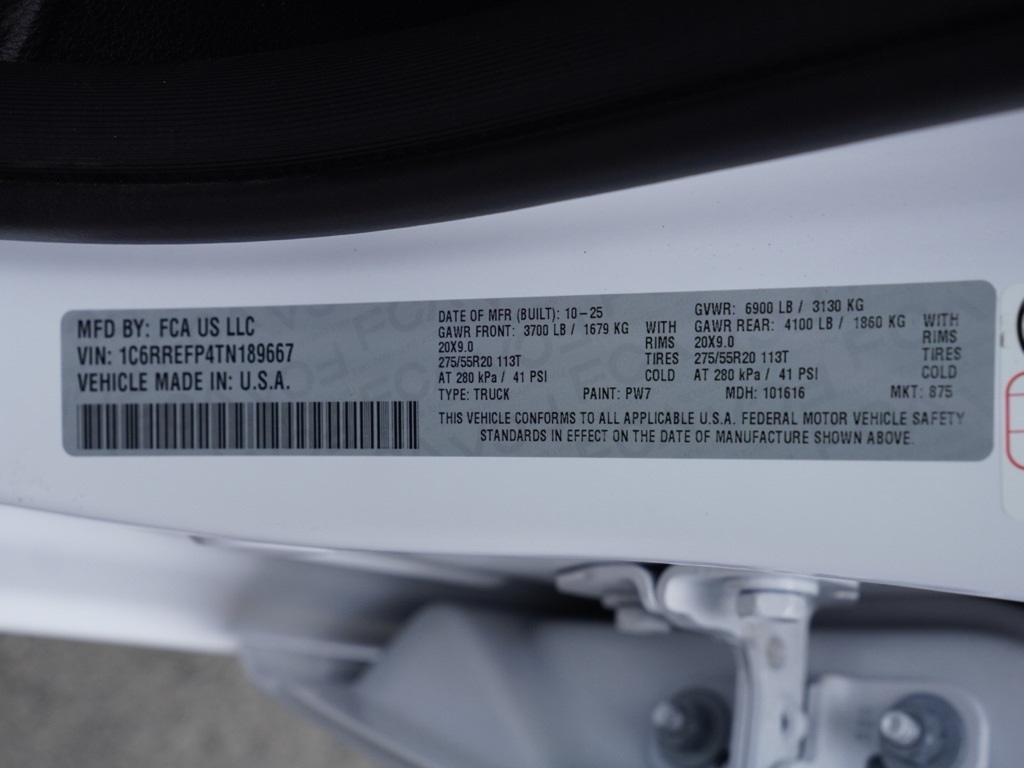 MFD BY: FCA US LLC
VIN: 1C6RREFP4TN189667
VEHICLE MADE IN: U.S.A.
DATE OF MFR (BUILT): 10-25 GVWR: 6900 LB / 3130 KG
GAWR FRONT: 3700 LB / 1679 KG WITH GAWR REAR: 4100 LB / 1860 KG WITH
20X9.0 RIMS 20X9.0 RIMS
275/55R20 113T TIRES 275/55R20 113T TIRES
AT 280 kPa / 41 PSI COLD AT 280 kPa / 41 PSI COLD
TYPE: TRUCK PAINT: PW7 MDH: 101616 MKT: 875
THIS VEHICLE CONFORMS TO ALL APPLICABLE U.S.A. FEDERAL MOTOR VEHICLE SAFETY
STANDARDS IN EFFECT ON THE DATE OF MANUFACTURE SHOWN ABOVE.